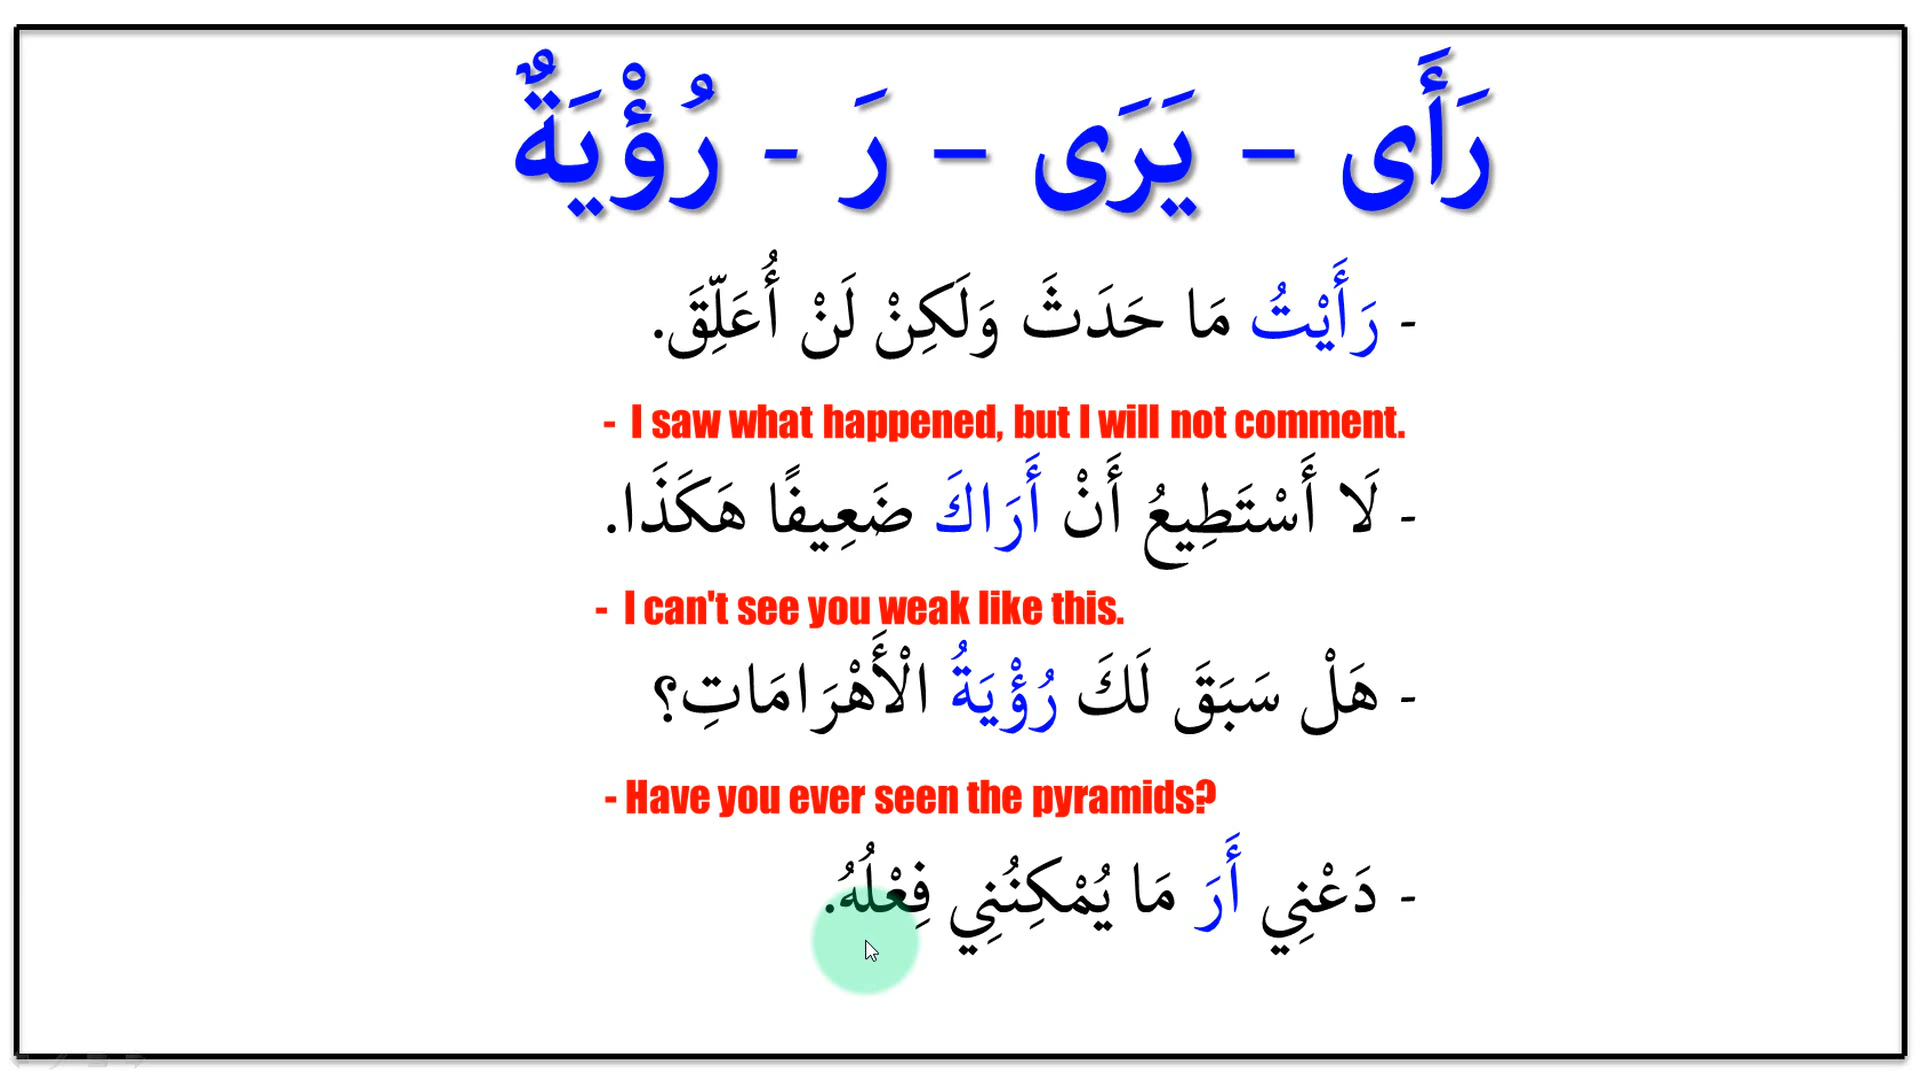 رَأَى – يَرَى – رَ - رُؤْيَةٌ
- رَأَيْتُ مَا حَدَثَ وَلَكِنْ لَنْ أُعَلِّقَ.
- I saw what happened, but I will not comment.
- لَا أَسْتَطِيعُ أَنْ أَرَاكَ ضَعِيفًا هَكَذَا.
- I can't see you weak like this.
- هَلْ سَبَقَ لَكَ رُؤْيَةُ الْأَهْرَامَاتِ؟
- Have you ever seen the pyramids?
- دَعْنِي أَرَ مَا يُمْكِنُنِي فِعْلُهُ.